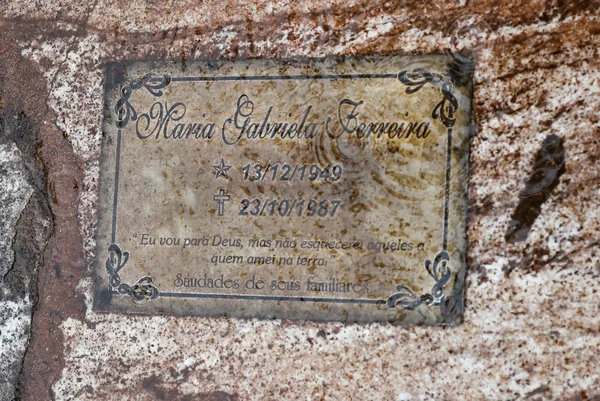 Maria Gabriela Ferreira
13/12/1949
23/10/1987
“Eu vou para Deus, mas não esquecerei aqueles a
quem amei na terra.”
Saudades de seus familiares